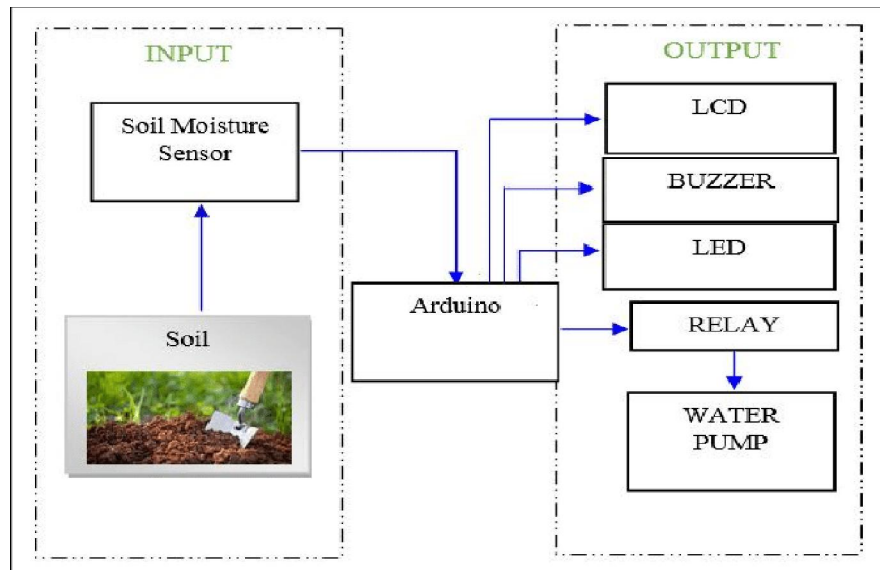 INPUT
Soil Moisture
Sensor
Soil
Arduino
OUTPUT
LCD
BUZZER
LED
RELAY
WATER
PUMP